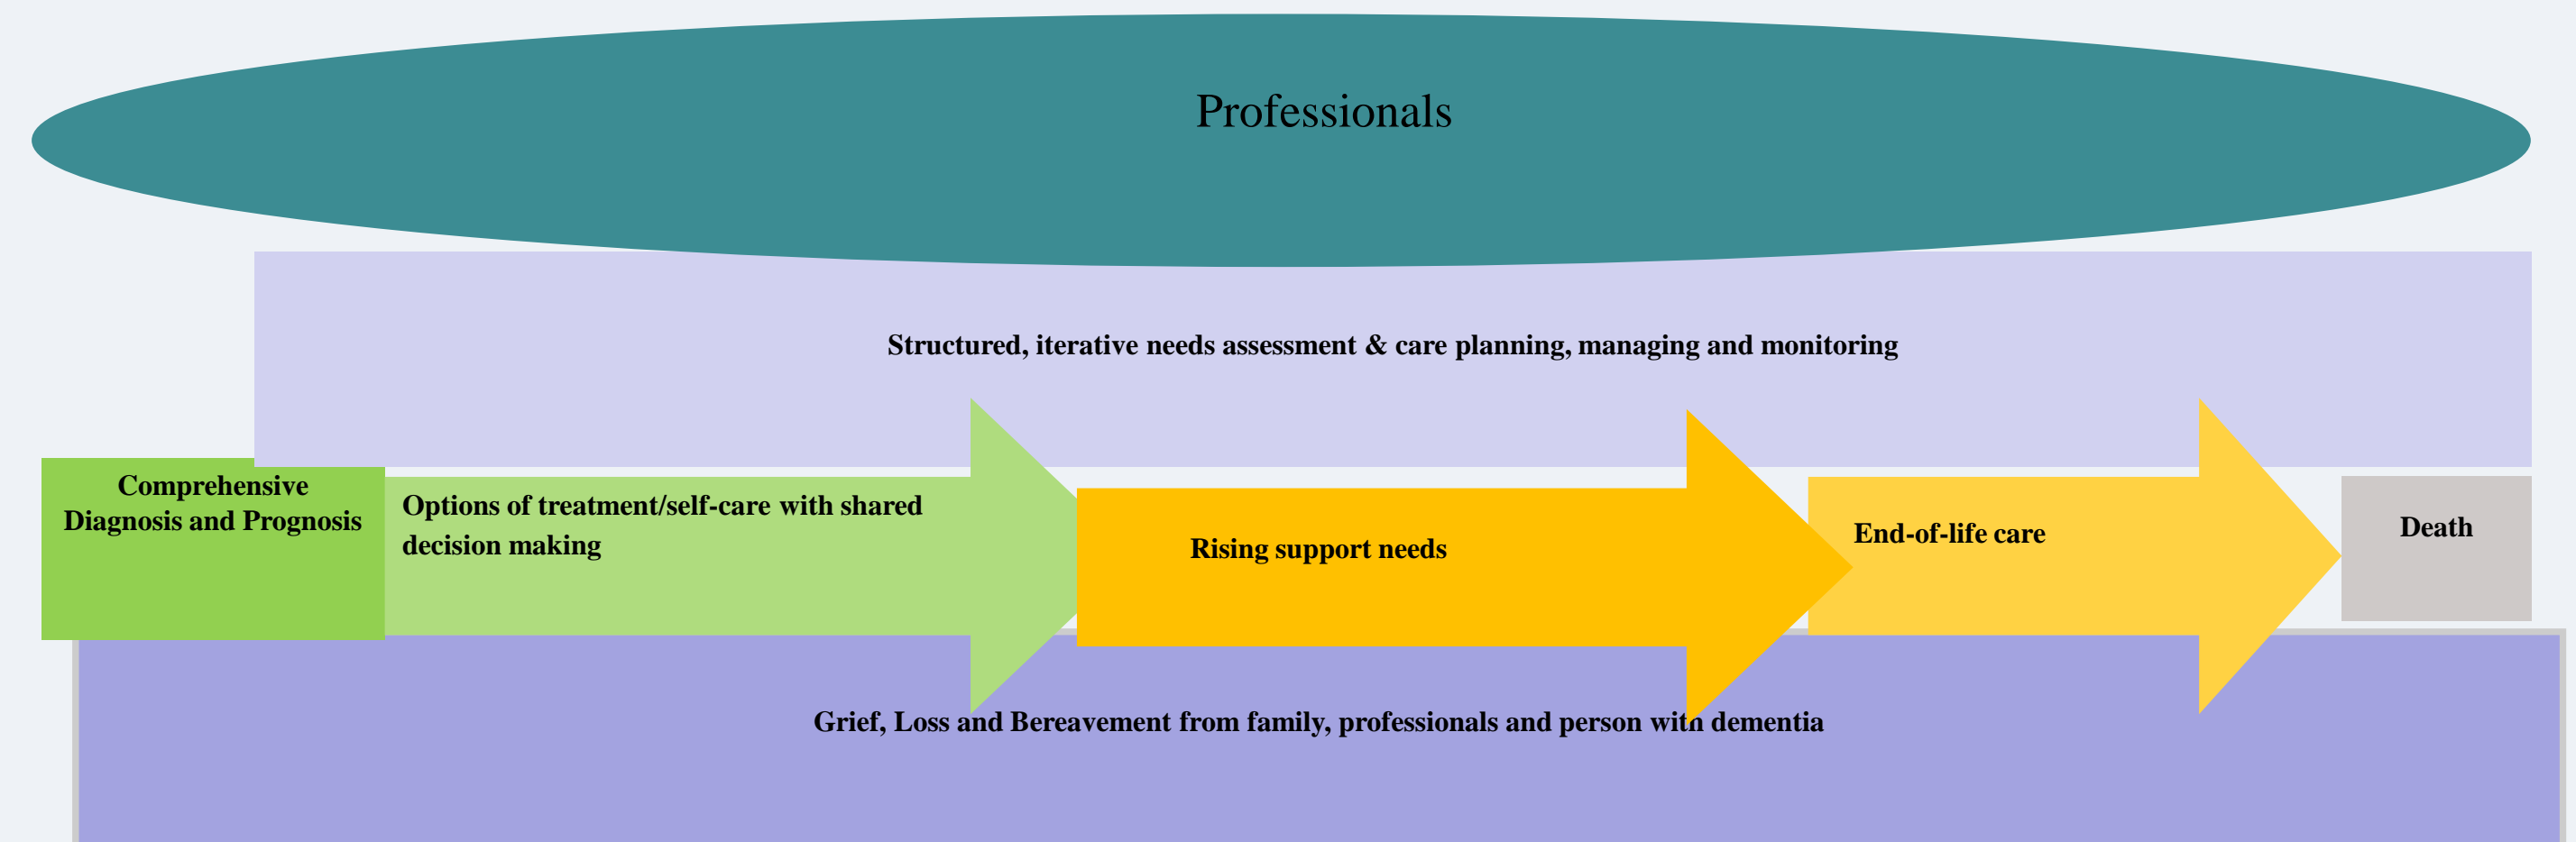 Professionals
Structured, iterative needs assessment & care planning, managing and monitoring
Comprehensive
Diagnosis and Prognosis
Options of treatment/self-care with shared
decision making
Rising support needs
End-of-life care
Death
Grief, Loss and Bereavement from family, professionals and person with dementia